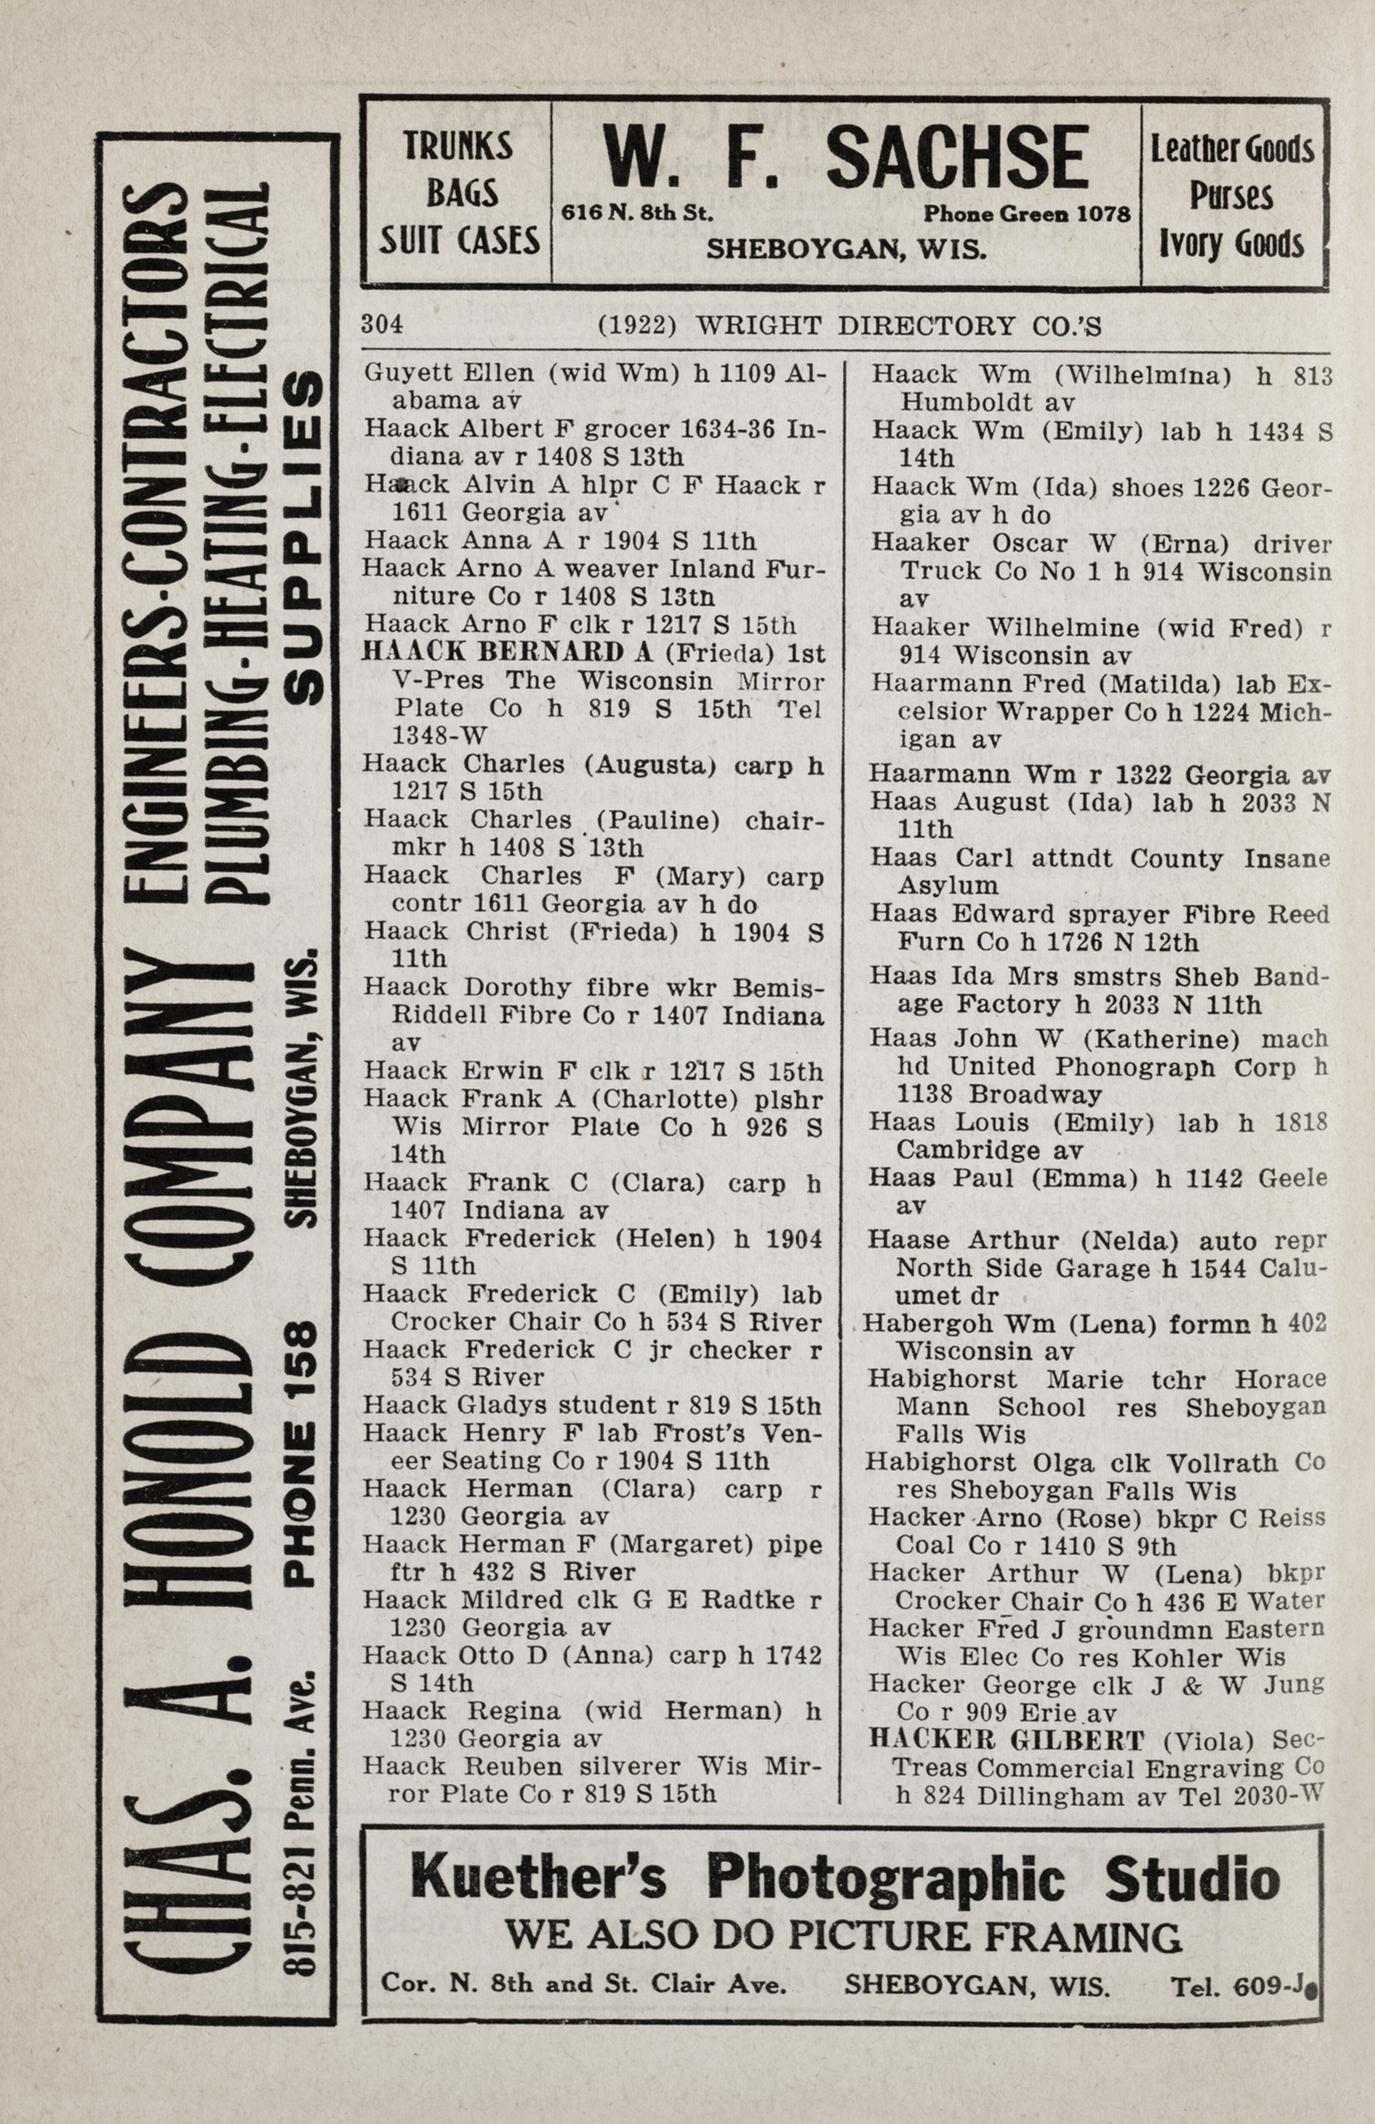 TRUNKS
BAGS
SUIT CASES
W. F. SACHSE
616 N. 8th St. Phone Green 1078
SHEBOYGAN, WIS.
Leather Goods
Purses
Ivory Goods
CHAS. A. HONOLD COMPANY ENGINEERS-CONTRACTORS
PLUMBING-HEATING-ELECTRICAL
815-821 Penn. Ave. PHONE 158 SHEBOYGAN, WIS. SUPPLIES
304 (1922) WRIGHT DIRECTORY CO.'S
Guyett Ellen (wid Wm) h 1109 Al-
abama av
Haack Albert F grocer 1634-36 In-
diana av r 1408 S 13th
Haack Alvin A hlpr C F Haack r
1611 Georgia av
Haack Anna A r 1904 S 11th
Haack Arno A weaver Inland Fur-
niture Co r 1408 S 13th
Haack Arno F clk r 1217 S 15th
HAACK BERNARD A (Frieda) 1st
V-Pres The Wisconsin Mirror
Plate Co h 819 S 15th Tel
1348-W
Haack Charles (Augusta) carp h
1217 S 15th
Haack Charles (Pauline) chair-
mkr h 1408 S 13th
Haack Charles F (Mary) carp
contr 1611 Georgia av h do
Haack Christ (Frieda) h 1904 S
11th
Haack Dorothy fibre wkr Bemis-
Riddell Fibre Co r 1407 Indiana
av
Haack Erwin F clk r 1217 S 15th
Haack Frank A (Charlotte) plshr
Wis Mirror Plate Co h 926 S
14th
Haack Frank C (Clara) carp h
1407 Indiana av
Haack Frederick (Helen) h 1904
S 11th
Haack Frederick C (Emily) lab
Crocker Chair Co h 534 S River
Haack Frederick C jr checker r
534 S River
Haack Gladys student r 819 S 15th
Haack Henry F lab Frost's Ven-
eer Seating Co r 1904 S 11th
Haack Herman (Clara) carp r
1230 Georgia av
Haack Herman F (Margaret) pipe
ftr h 432 S River
Haack Mildred clk G E Radtke r
1230 Georgia av
Haack Otto D (Anna) carp h 1742
S 14th
Haack Regina (wid Herman) h
1230 Georgia av
Haack Reuben silverer Wis Mir-
ror Plate Co r 819 S 15th
Haack Wm (Wilhelmina) h 813
Humboldt av
Haack Wm (Emily) lab h 1434 S
14th
Haack Wm (Ida) shoes 1226 Geor-
gia av h do
Haaker Oscar W (Erna) driver
Truck Co No 1 h 914 Wisconsin
av
Haaker Wilhelmine (wid Fred) r
914 Wisconsin av
Haarmann Fred (Matilda) lab Ex-
celsior Wrapper Co h 1224 Mich-
igan av
Haarmann Wm r 1322 Georgia av
Haas August (Ida) lab h 2033 N
11th
Haas Carl attndt County Insane
Asylum
Haas Edward sprayer Fibre Reed
Furn Co h 1726 N 12th
Haas Ida Mrs smstrs Sheb Band-
age Factory h 2033 N 11th
Haas John W (Katherine) mach
hd United Phonograph Corp h
1138 Broadway
Haas Louis (Emily) lab h 1818
Cambridge av
Haas Paul (Emma) h 1142 Geele
av
Haase Arthur (Nelda) auto repr
North Side Garage h 1544 Calu-
umet dr
Habergoh Wm (Lena) formn h 402
Wisconsin av
Habighorst Marie tchr Horace
Mann School res Sheboygan
Falls Wis
Habighorst Olga clk Vollrath Co
res Sheboygan Falls Wis
Hacker Arno (Rose) bkpr C Reiss
Coal Co r 1410 S 9th
Hacker Arthur W (Lena) bkpr
Crocker Chair Co h 436 E Water
Hacker Fred J groundmn Eastern
Wis Elec Co res Kohler Wis
Hacker George clk J & W Jung
Co r 909 Erie av
HACKER GILBERT (Viola) Sec-
Treas Commercial Engraving Co
h 824 Dillingham av Tel 2030-W
Kuether's Photographic Studio
WE ALSO DO PICTURE FRAMING
Cor. N. 8th and St. Clair Ave. SHEBOYGAN, WIS. Tel. 609-J.